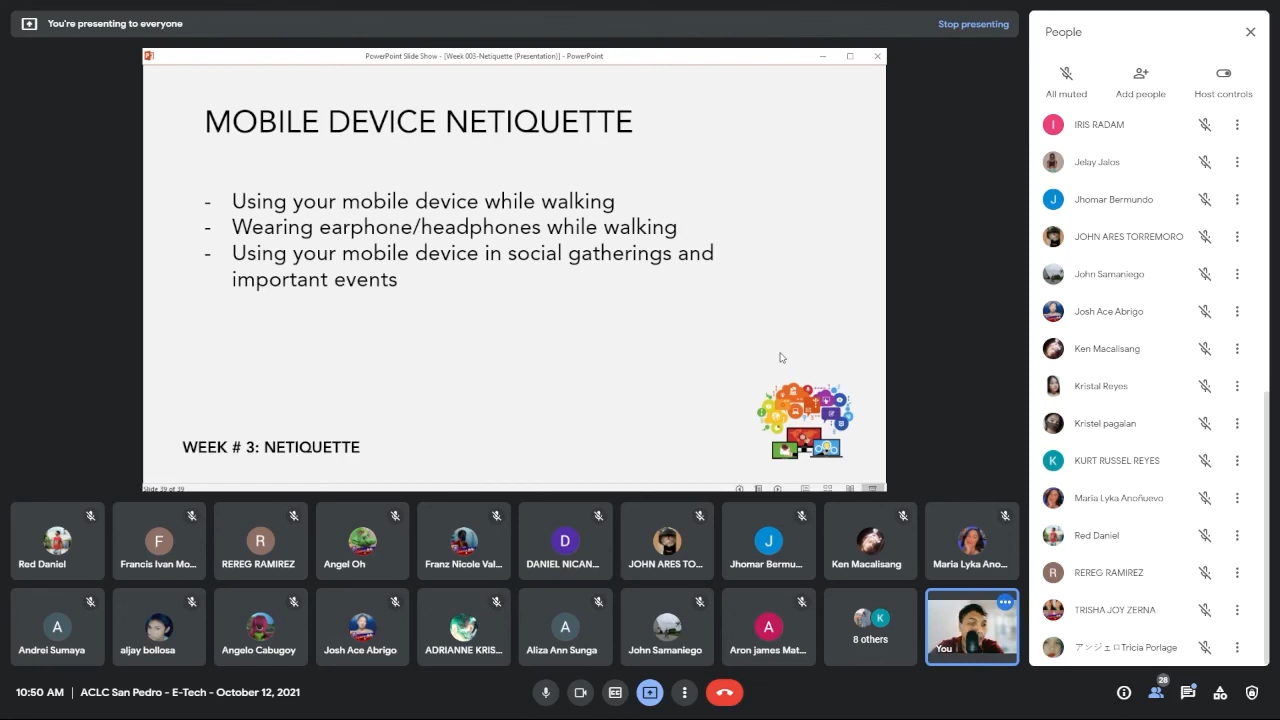 You're presenting to everyone
Stop presenting
PowerPoint Slide Show - [Week 003-Netiquette (Presentation)] - PowerPoint
MOBILE DEVICE NETIQUETTE
- Using your mobile device while walking
- Wearing earphone/headphones while walking
- Using your mobile device in social gatherings and
important events
WEEK # 3: NETIQUETTE
Slide 39 of 39
People
All muted
Add people
Host controls
I
IRIS RADAM
Jelay Jalos
J
Jhomar Bermundo
JOHN ARES TORREMORO
John Samaniego
Josh Ace Abrigo
Ken Macalisang
Kristal Reyes
Kristel pagalan
K
KURT RUSSEL REYES
Maria Lyka Anoñuevo
Red Daniel
R
REREG RAMIREZ
TRISHA JOY ZERNA
アンジェロTricia Porlage
Red Daniel
F
Francis Ivan Mo...
R
REREG RAMIREZ
Angel Oh
Franz Nicole Val...
D
DANIEL NICAN...
JOHN ARES TO...
J
Jhomar Bermu...
Ken Macalisang
Maria Lyka Ano...
A
Andrei Sumaya
aljay bollosa
Angelo Cabugoy
Josh Ace Abrigo
ADRIANNE KRIS...
A
Aliza Ann Sunga
John Samaniego
A
Aron james Mat...
K
8 others
You
10:50 AM | ACLC San Pedro - E-Tech - October 12, 2021
28